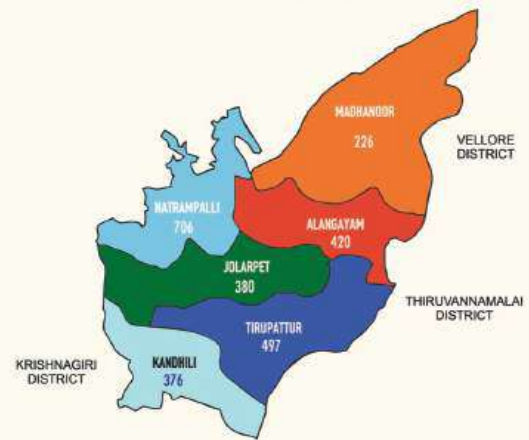 MADHANOOR
226
VELLORE
DISTRICT
NATRAMPALLI
706
ALANGAYAM
420
JOLARPET
380
THIRUVANNAMALAI
DISTRICT
TIRUPATTUR
497
KRISHNAGIRI
DISTRICT
KANDHILI
376